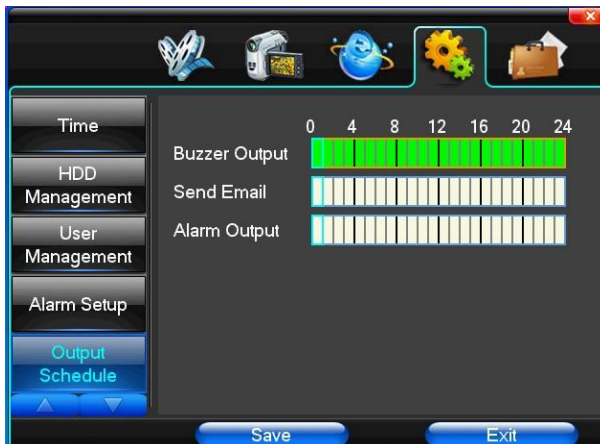 Time
HDD
Management
User
Management
Alarm Setup
Output
Schedule
0 4 8 12 16 20 24
Buzzer Output
Send Email
Alarm Output
Save Exit